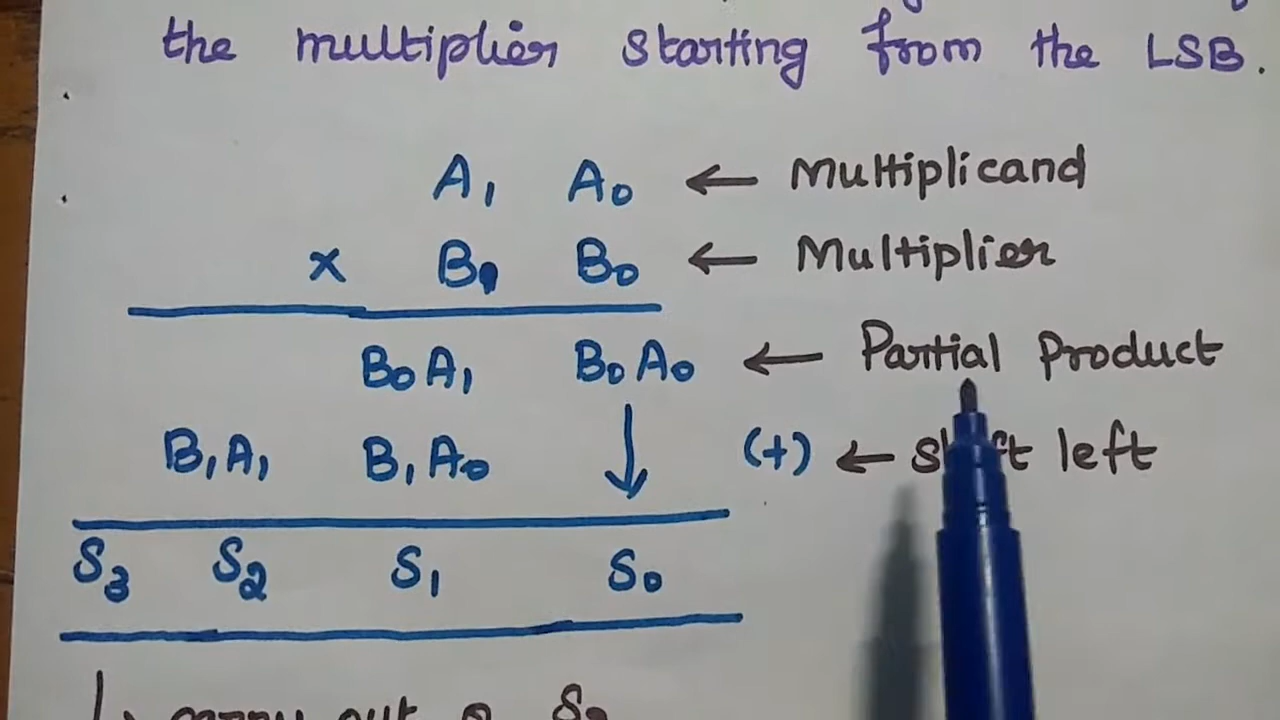 the multiplier starting from the LSB.
A₁ A₀ ← Multiplicand
× B₁ B₀ ← Multiplier
B₀A₁ B₀A₀ ← Partial Product
B₁A₁ B₁A₀ ↓ (+) ← left
S₃ S₂ S₁ S₀